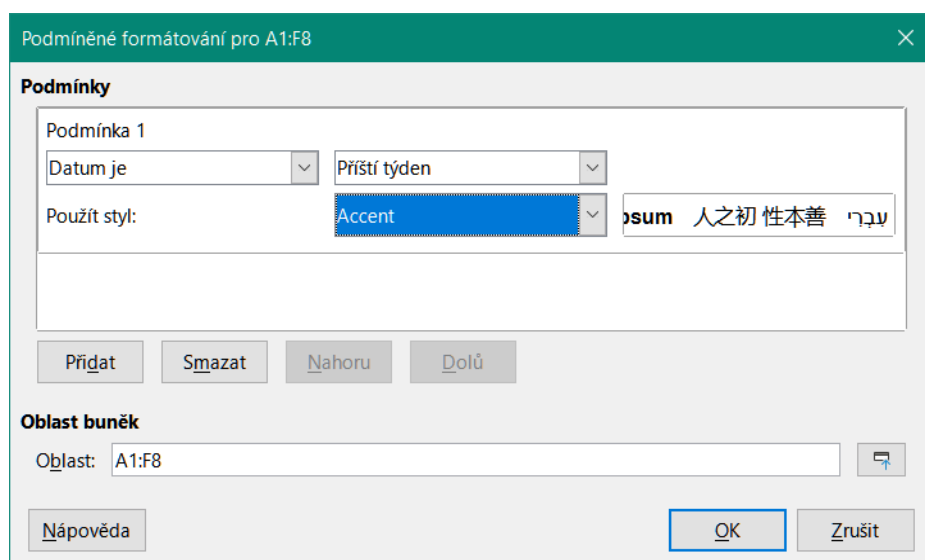 Podmíněné formátování pro A1:F8
Podmínky
Podmínka 1
Datum je Příští týden
Použít styl: Accent osum 人之初 性本善 עִבְרִי
Přidat Smazat Nahoru Dolů
Oblast buněk
Oblast: A1:F8
Nápověda OK Zrušit